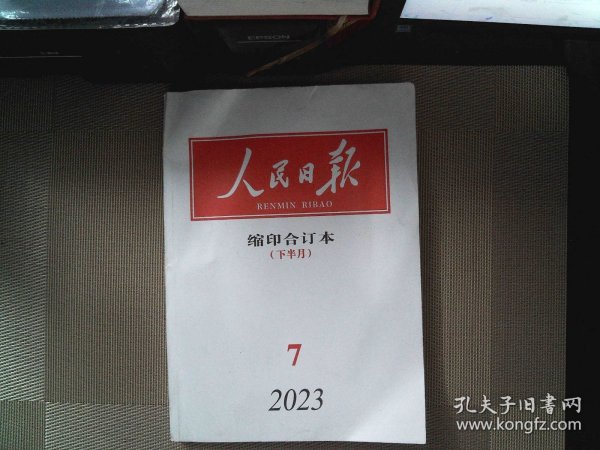 EPSON
人民日报
RENMIN RIBAO
缩印合订本
(下半月)
7
2023
孔夫子旧书网
www.kongfz.com